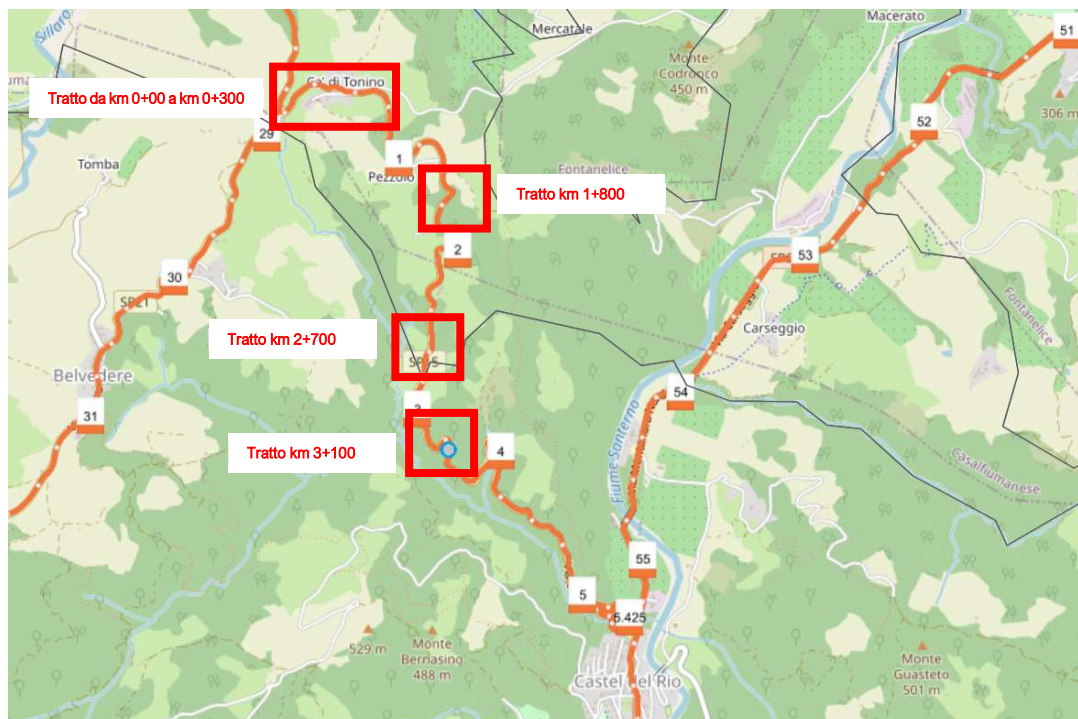 Sillaro
Mercatale
Macerato
51
Monte
Codronco
450 m
Ca' di Tonino
Tratto da km 0+00 a km 0+300
306 m
52
29
1
Tomba
Pezzolo
Fontanelice
Tratto km 1+800
2
53
30
SP21
Fontanelice
Carseggio
Tratto km 2+700
Belvedere
54
3
31
Fiume Santerno
4
Tratto km 3+100
Casalfiumanese
55
5
5.425
529 m
Monte
Bernasino
488 m
Monte
Guasteto
501 m
Castel del Rio